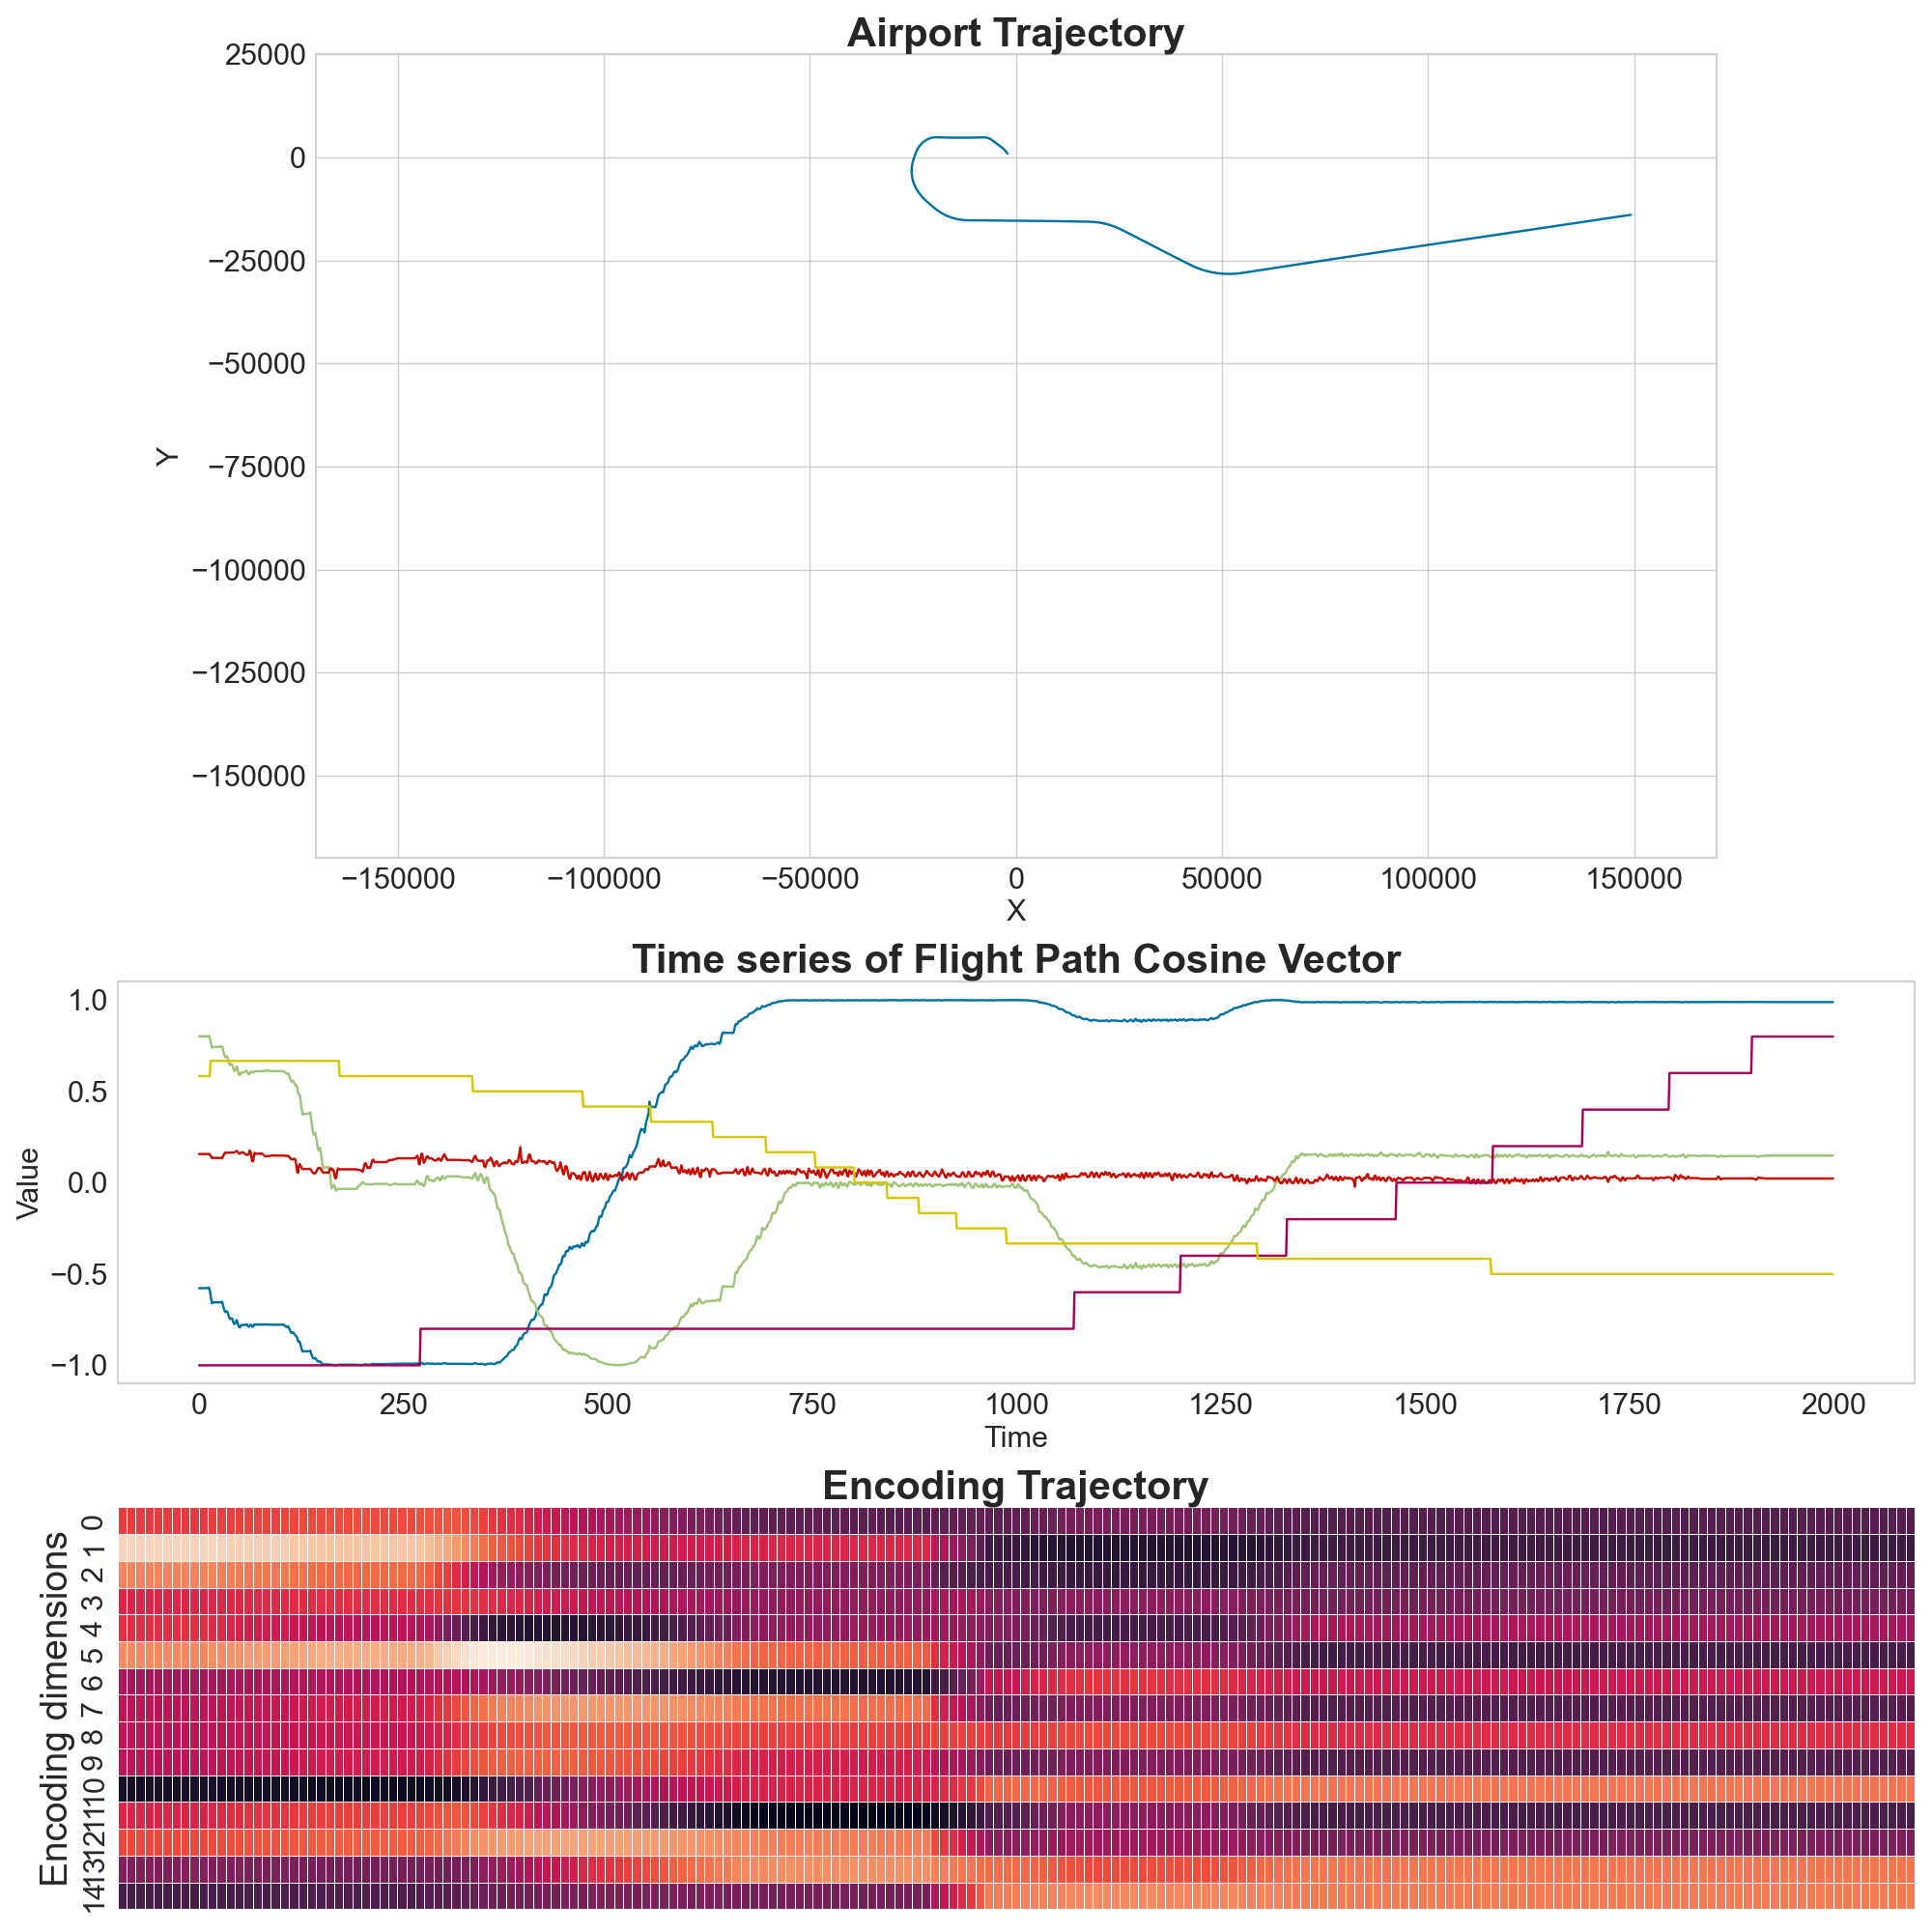 Airport Trajectory
25000
0
−25000
−50000
−75000
−100000
−125000
−150000
Y
−150000 −100000 −50000 0 50000 100000 150000
X
Time series of Flight Path Cosine Vector
1.0
0.5
0.0
−0.5
−1.0
Value
0 250 500 750 1000 1250 1500 1750 2000
Time
Encoding Trajectory
Encoding dimensions
0
1
2
3
4
5
6
7
8
9
10
11
12
13
14